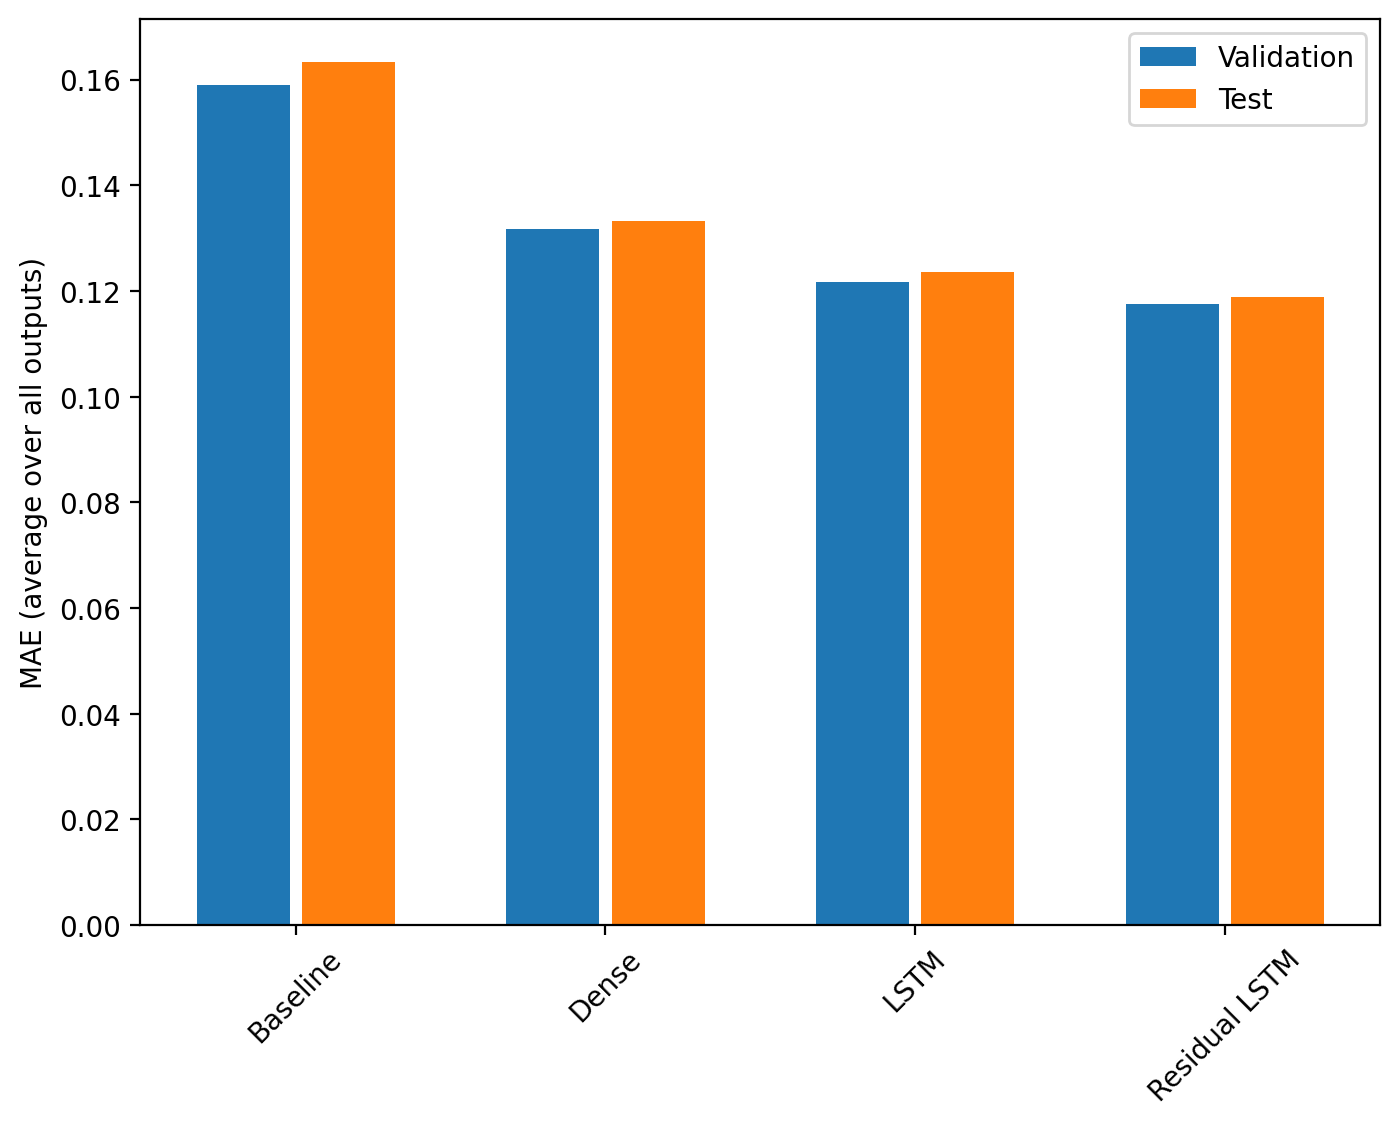 Validation
Test
0.16
0.14
0.12
0.10
0.08
0.06
0.04
0.02
0.00
MAE (average over all outputs)
Baseline
Dense
LSTM
Residual LSTM